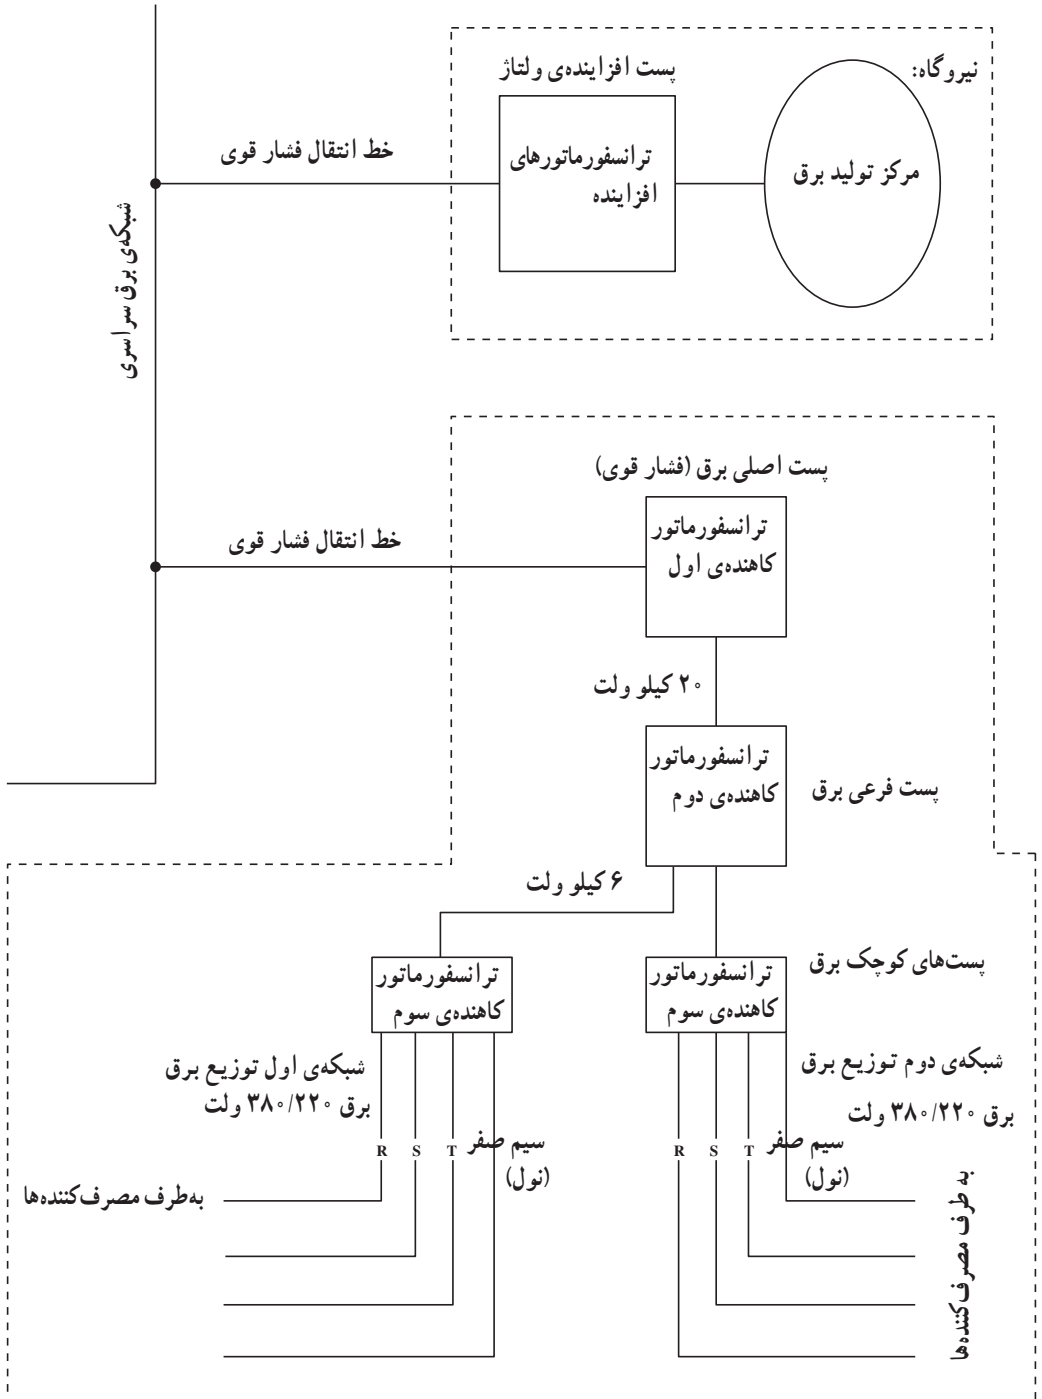 نیروگاه:
پست افزاینده‌ی ولتاژ
ترانسفورماتورهای
افزاینده
مرکز تولید برق
خط انتقال فشار قوی
شبکه‌ی برق سراسری
پست اصلی برق (فشار قوی)
ترانسفورماتور
کاهنده‌ی اول
خط انتقال فشار قوی
۲۰ کیلو ولت
ترانسفورماتور
کاهنده‌ی دوم
پست فرعی برق
۶ کیلو ولت
پست‌های کوچک برق
ترانسفورماتور
کاهنده‌ی سوم
ترانسفورماتور
کاهنده‌ی سوم
شبکه‌ی دوم توزیع برق
برق ۳۸۰/۲۲۰ ولت
شبکه‌ی اول توزیع برق
برق ۳۸۰/۲۲۰ ولت
R S T سیم صفر
(نول)
R S T سیم صفر
(نول)
به طرف مصرف‌کننده‌ها
به‌طرف مصرف‌کننده‌ها